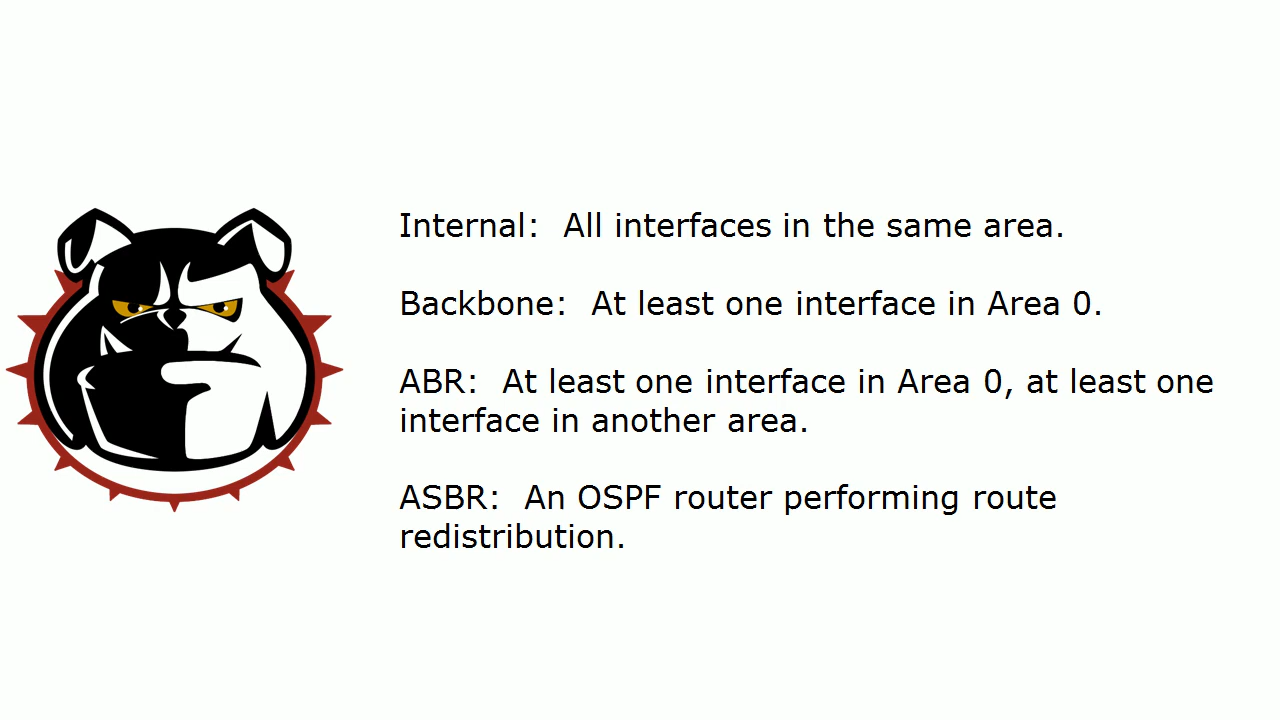 Internal:  All interfaces in the same area.
Backbone:  At least one interface in Area 0.
ABR:  At least one interface in Area 0, at least one
interface in another area.
ASBR:  An OSPF router performing route
redistribution.